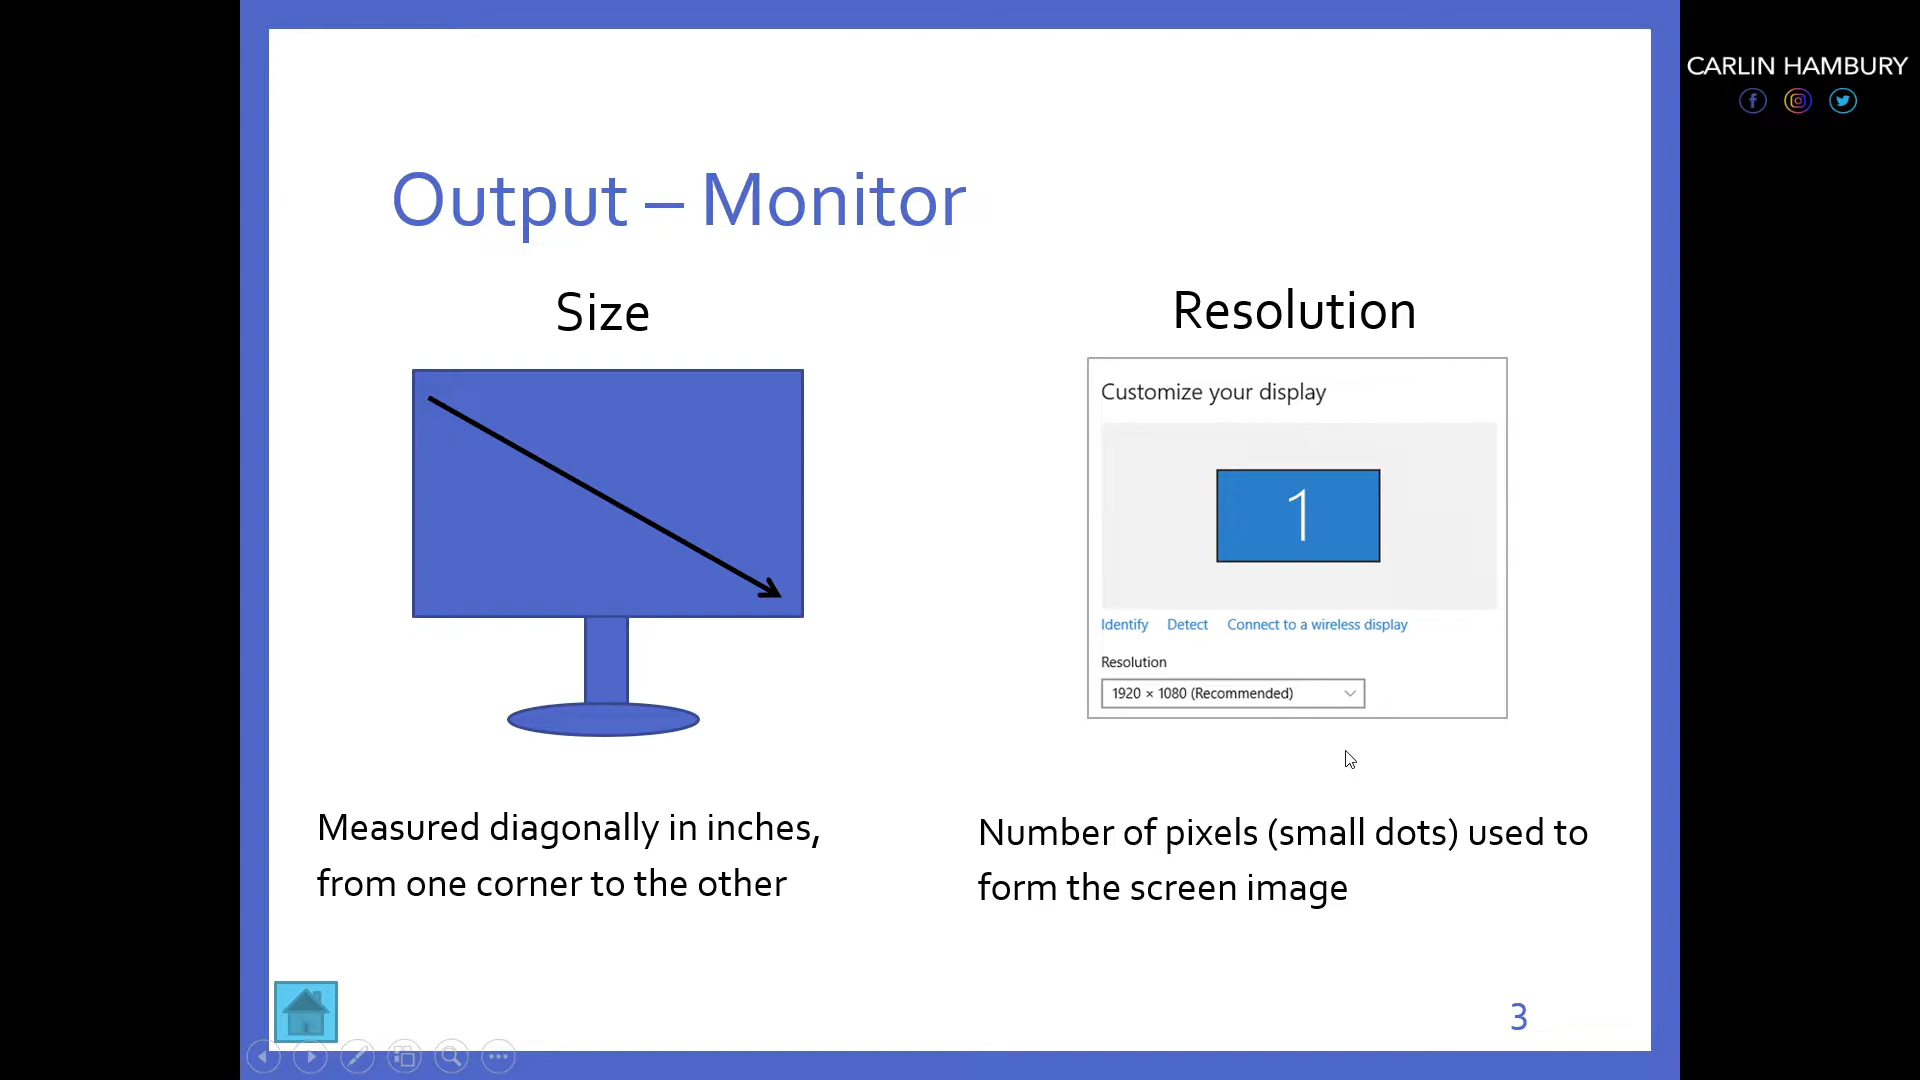 CARLIN HAMBURY
Output – Monitor
Size
Resolution
Customize your display
1
Identify Detect Connect to a wireless display
Resolution
1920 × 1080 (Recommended)
Measured diagonally in inches,
from one corner to the other
Number of pixels (small dots) used to
form the screen image
3